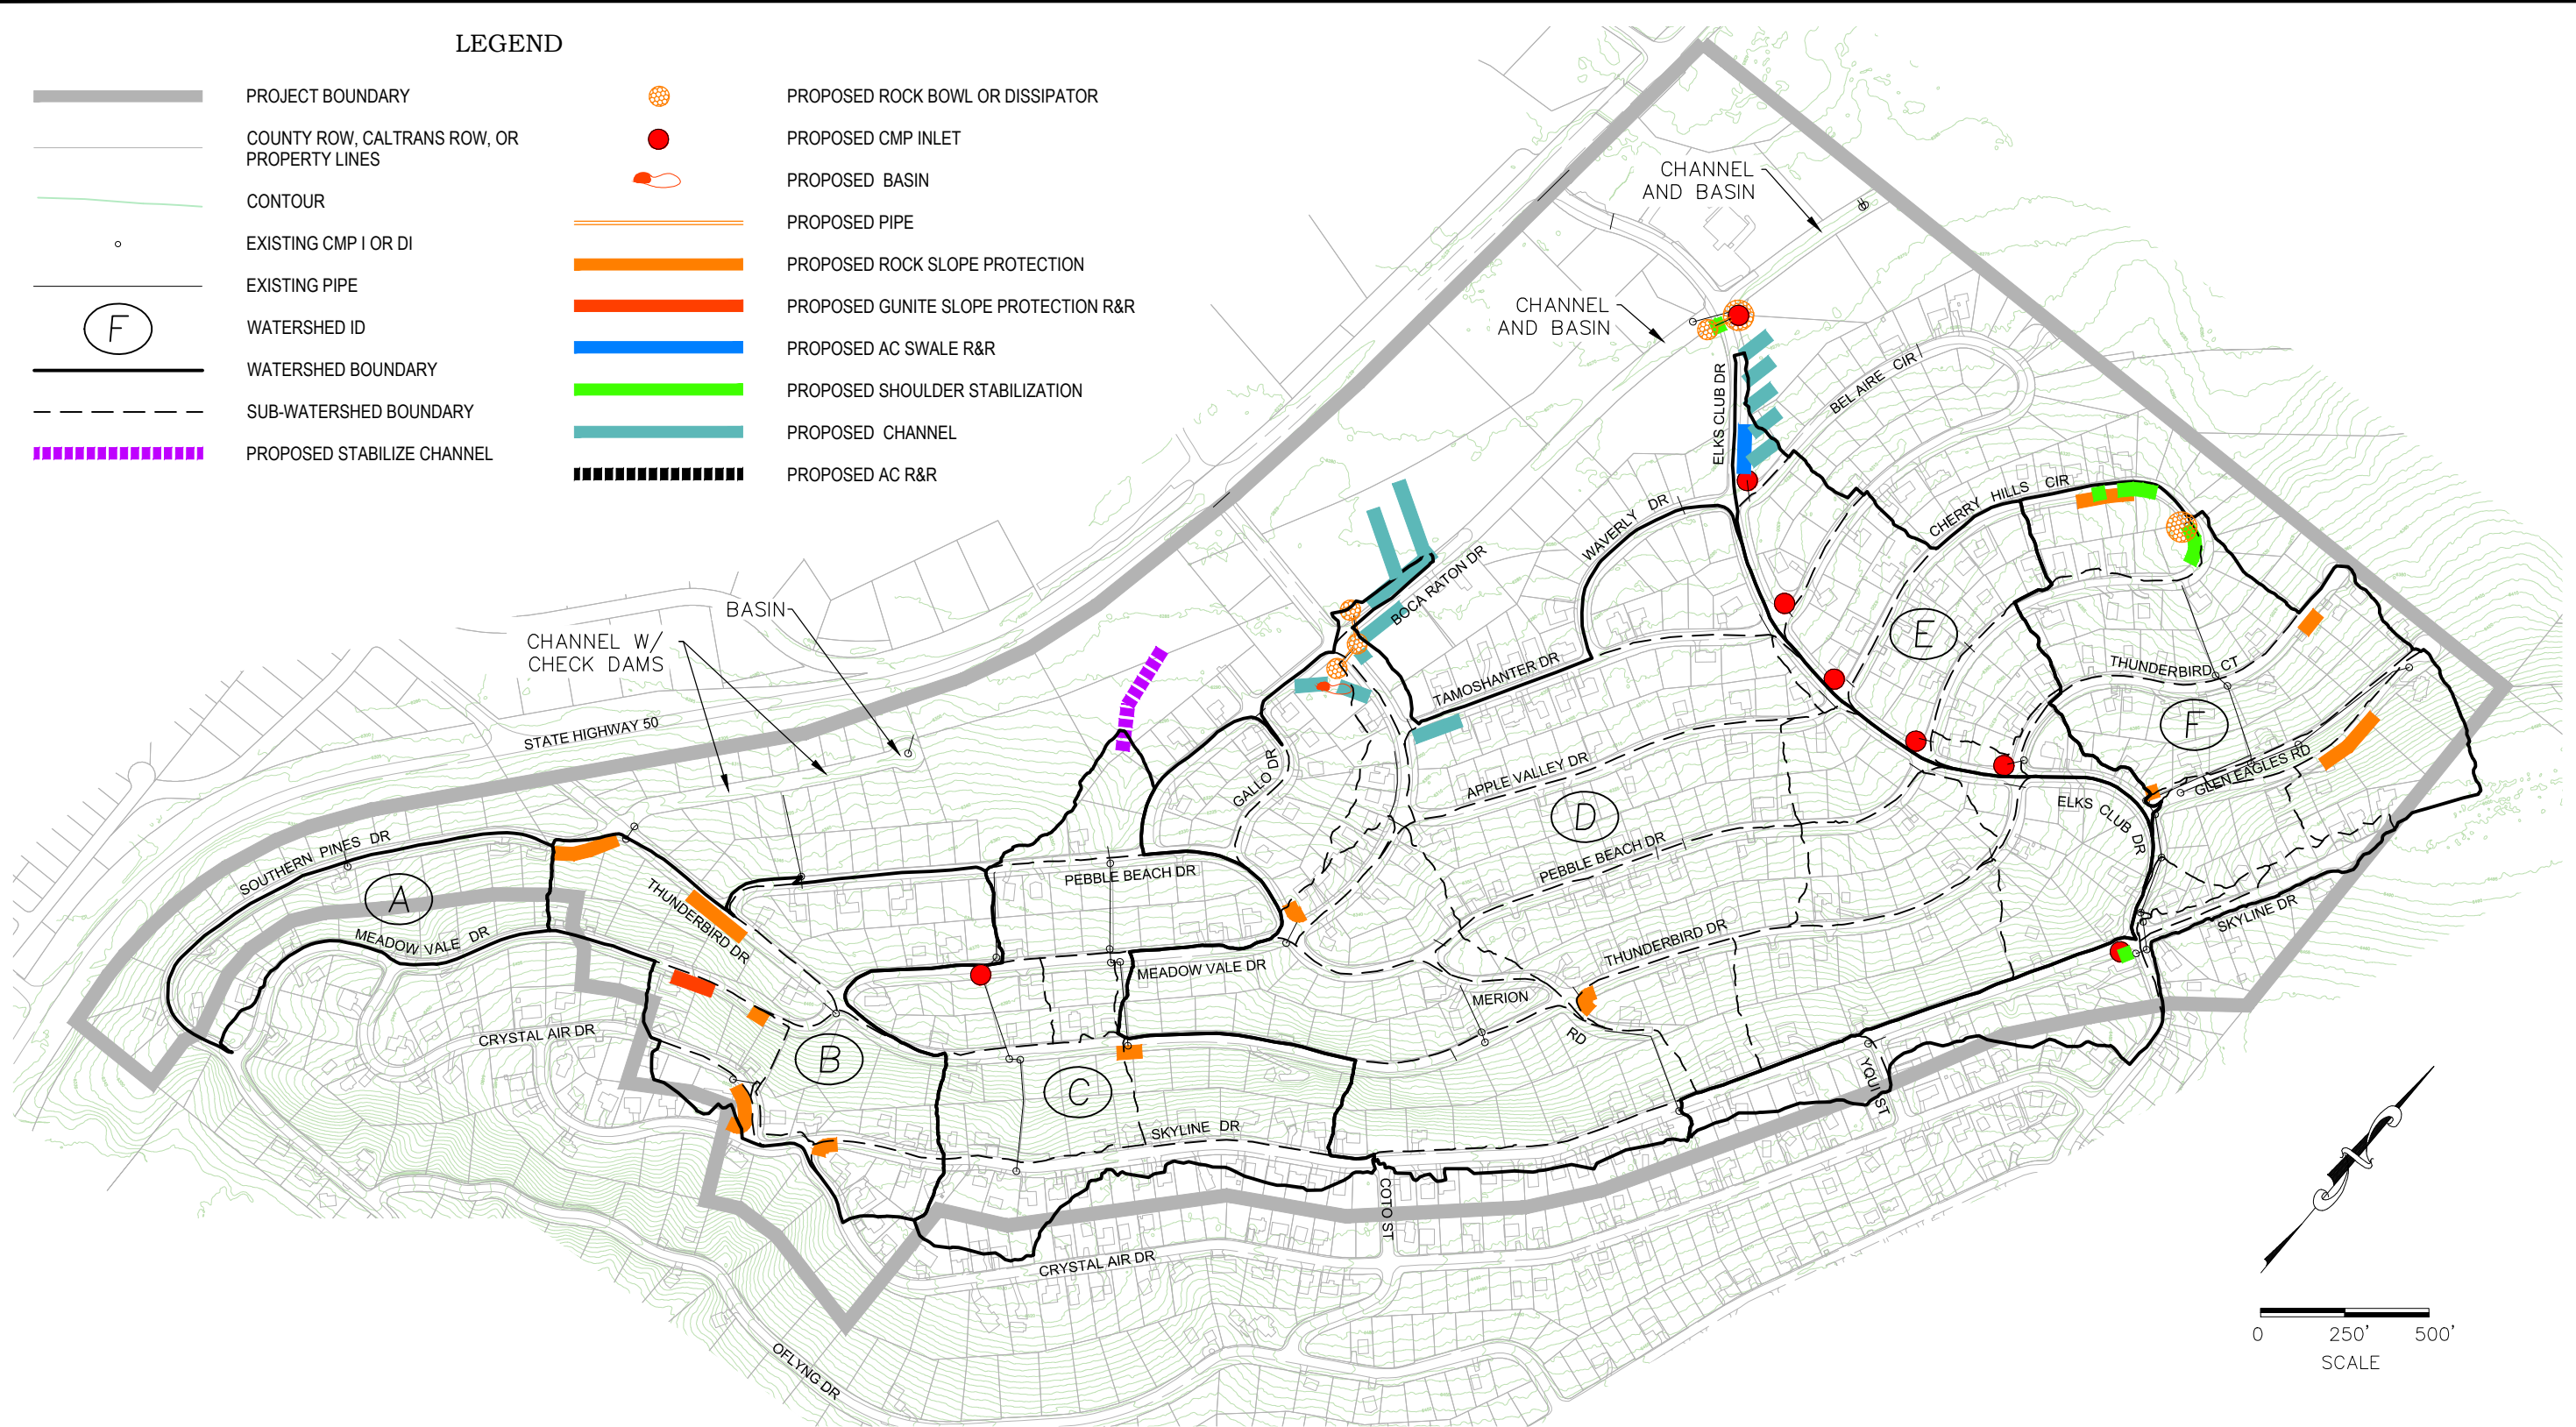 LEGEND
PROJECT BOUNDARY
COUNTY ROW, CALTRANS ROW, OR
PROPERTY LINES
CONTOUR
EXISTING CMP I OR DI
EXISTING PIPE
F
WATERSHED ID
WATERSHED BOUNDARY
SUB-WATERSHED BOUNDARY
PROPOSED STABILIZE CHANNEL
PROPOSED ROCK BOWL OR DISSIPATOR
PROPOSED CMP INLET
PROPOSED BASIN
PROPOSED PIPE
PROPOSED ROCK SLOPE PROTECTION
PROPOSED GUNITE SLOPE PROTECTION R&R
PROPOSED AC SWALE R&R
PROPOSED SHOULDER STABILIZATION
PROPOSED CHANNEL
PROPOSED AC R&R
CHANNEL
AND BASIN
CHANNEL
AND BASIN
ELKS CLUB DR
BEL AIRE CIR
CHERRY HILLS CIR
WAVERLY DR
BOCA RATON DR
BASIN
CHANNEL W/
CHECK DAMS
E
TAMOSHANTER DR
THUNDERBIRD CT
STATE HIGHWAY 50
F
GALLO DR
APPLE VALLEY DR
GLEN EAGLES RD
D
ELKS CLUB DR
SOUTHERN PINES DR
PEBBLE BEACH DR
PEBBLE BEACH DR
A
THUNDERBIRD DR
MEADOW VALE DR
SKYLINE DR
THUNDERBIRD DR
MEADOW VALE DR
MERION
RD
CRYSTAL AIR DR
B
C
YQUI ST
SKYLINE DR
COTO ST
CRYSTAL AIR DR
OFLYNG DR
0 250' 500'
SCALE